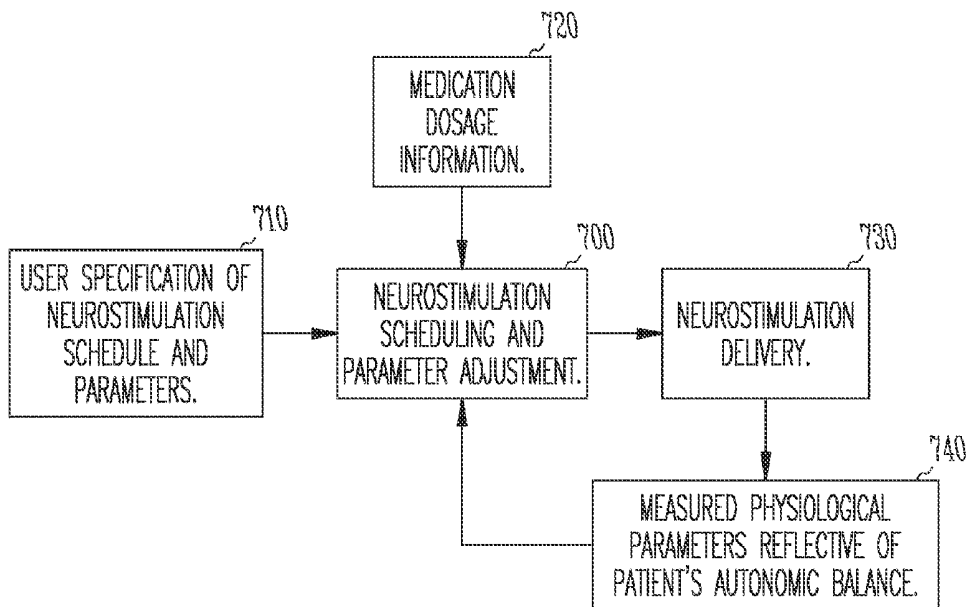 720
MEDICATION
DOSAGE
INFORMATION.
710
USER SPECIFICATION OF
NEUROSTIMULATION
SCHEDULE AND
PARAMETERS.
700
NEUROSTIMULATION
SCHEDULING AND
PARAMETER ADJUSTMENT.
730
NEUROSTIMULATION
DELIVERY.
740
MEASURED PHYSIOLOGICAL
PARAMETERS REFLECTIVE OF
PATIENT'S AUTONOMIC BALANCE.